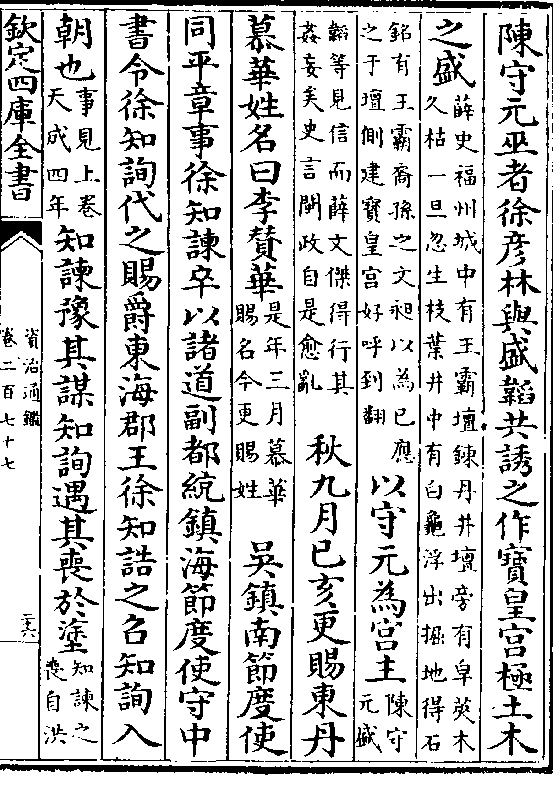 陳守元巫者徐彦林與盛韜共誘之作寶皇宫極土木
之盛薛史福州城中有王霸壇鍊丹井壇旁有皁莢木
久枯一旦忽生枝葉井中有白龜浮出掘地得石
銘有王霸裔孫之文昶以為已應
之于壇側建寶皇宫好呼到翻以守元為宫主陳守
元盛
韜等見信而薛文傑得行其
姦妄矣史言閩政自是愈亂秋九月已亥更賜東丹
慕華姓名曰李贊華是年三月慕華
賜名今更賜姓吳鎮南節度使
同平章事徐知諫卒以諸道副都統鎮海節度使守中
書令徐知詢代之賜爵東海郡王徐知誥之召知詢入
朝也事見上卷
天成四年知諫豫其謀知詢遇其喪於塗知諫之
喪自洪
欽定四庫全書
資治通鑑
卷二百七十七
二六